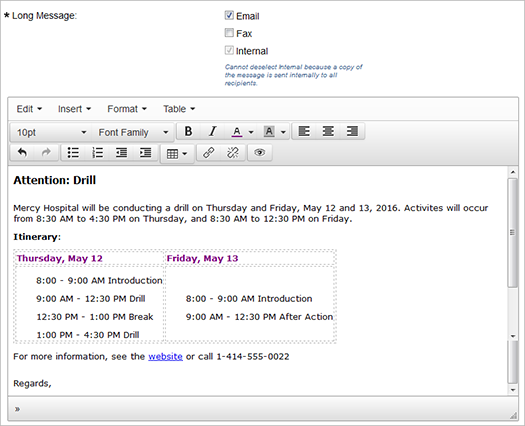 * Long Message:
Email
Fax
Internal
Cannot deselect Internal because a copy of
the message is sent internally to all
recipients.
Edit Insert Format Table
10pt Font Family B I A A
Attention: Drill
Mercy Hospital will be conducting a drill on Thursday and Friday, May 12 and 13, 2016. Activites will occur
from 8:30 AM to 4:30 PM on Thursday, and 8:30 AM to 12:30 PM on Friday.
Itinerary:
Thursday, May 12 Friday, May 13
8:00 - 9:00 AM Introduction
9:00 AM - 12:30 PM Drill 8:00 - 9:00 AM Introduction
12:30 PM - 1:00 PM Break 9:00 AM - 12:30 PM After Action
1:00 PM - 4:30 PM Drill
For more information, see the website or call 1-414-555-0022
Regards,
»